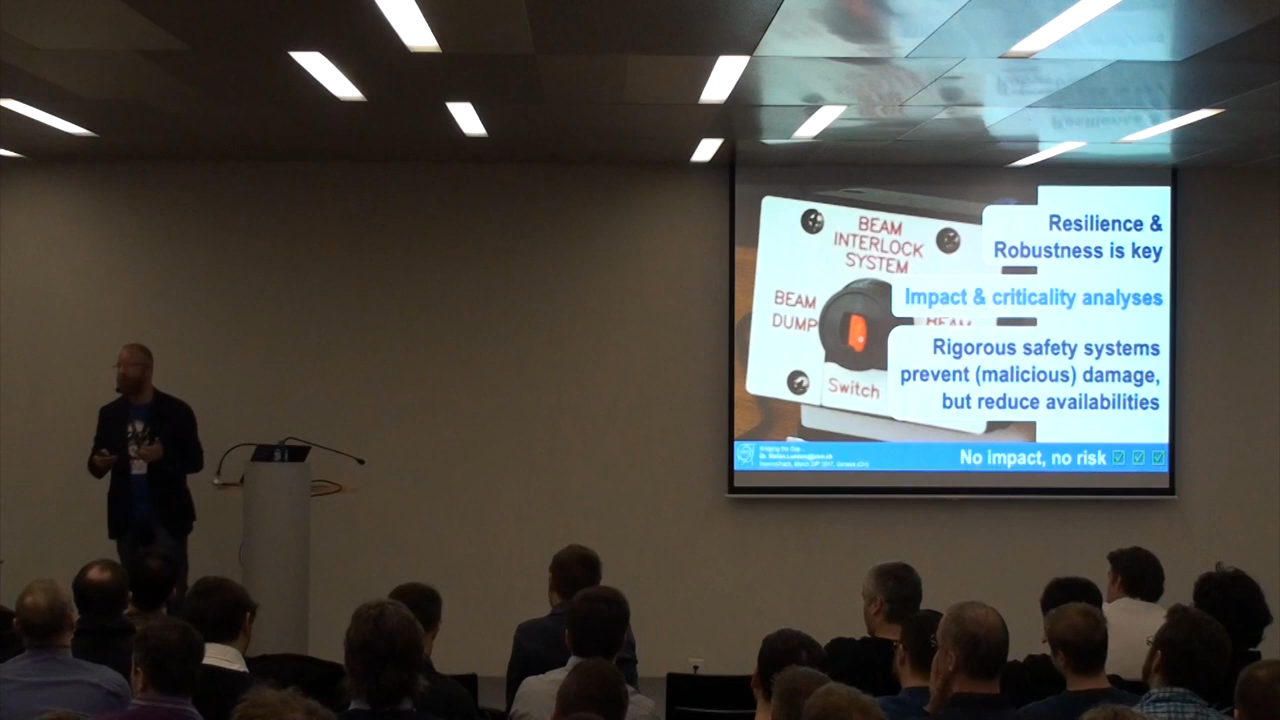 BEAM
INTERLOCK
SYSTEM
BEAM
DUMP
BEAM
Switch
Resilience &
Robustness is key
Impact & criticality analyses
Rigorous safety systems
prevent (malicious) damage,
but reduce availabilities
No impact, no risk